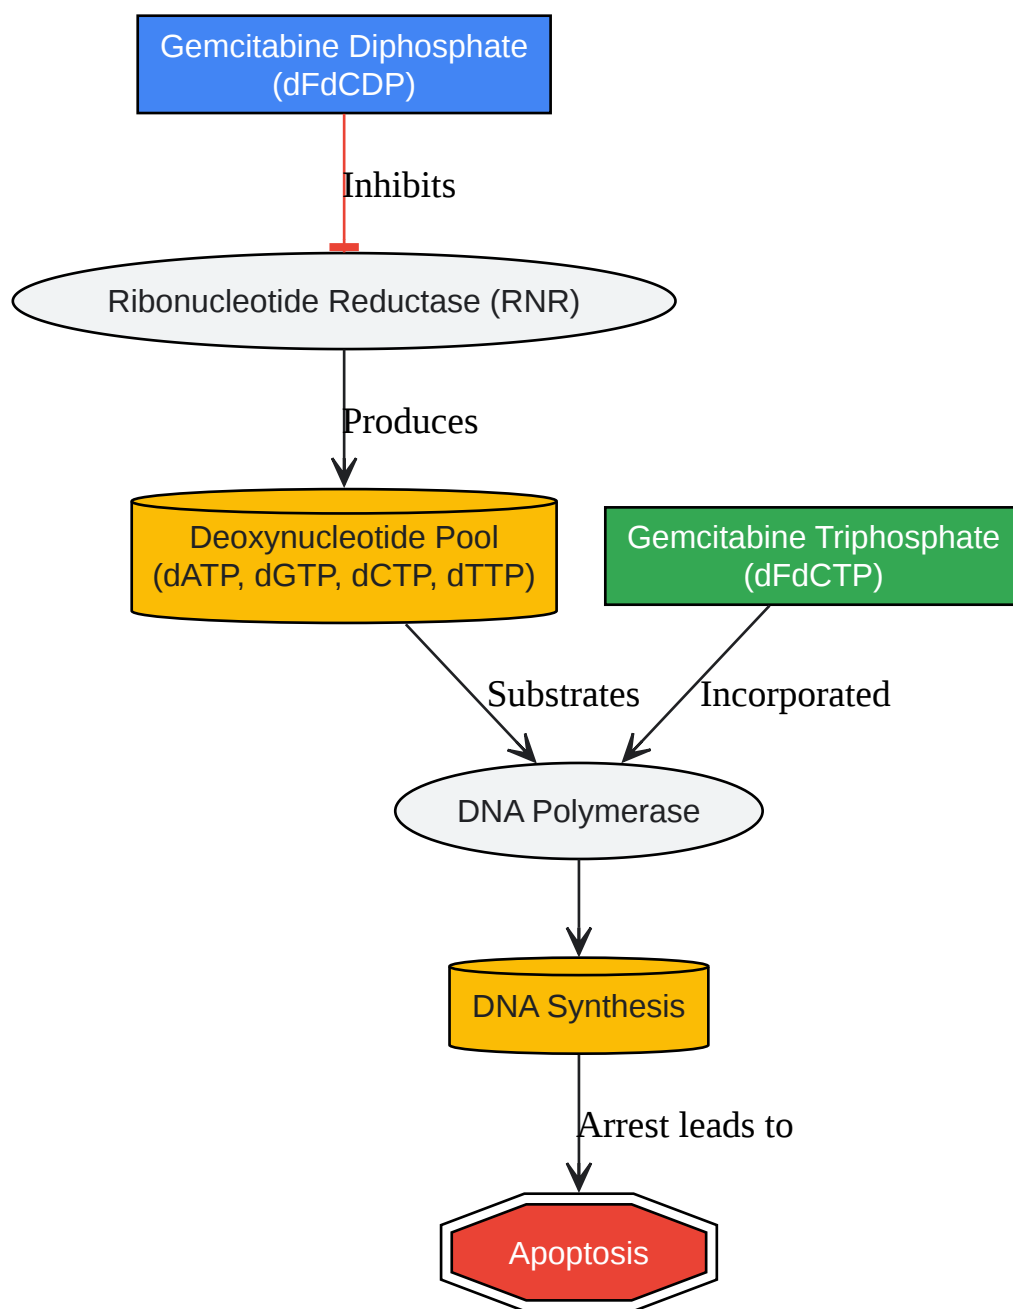 Gemcitabine Diphosphate
(dFdCDP)
Inhibits
Ribonucleotide Reductase (RNR)
Produces
Deoxynucleotide Pool
(dATP, dGTP, dCTP, dTTP)
Gemcitabine Triphosphate
(dFdCTP)
Substrates
Incorporated
DNA Polymerase
DNA Synthesis
Arrest leads to
Apoptosis